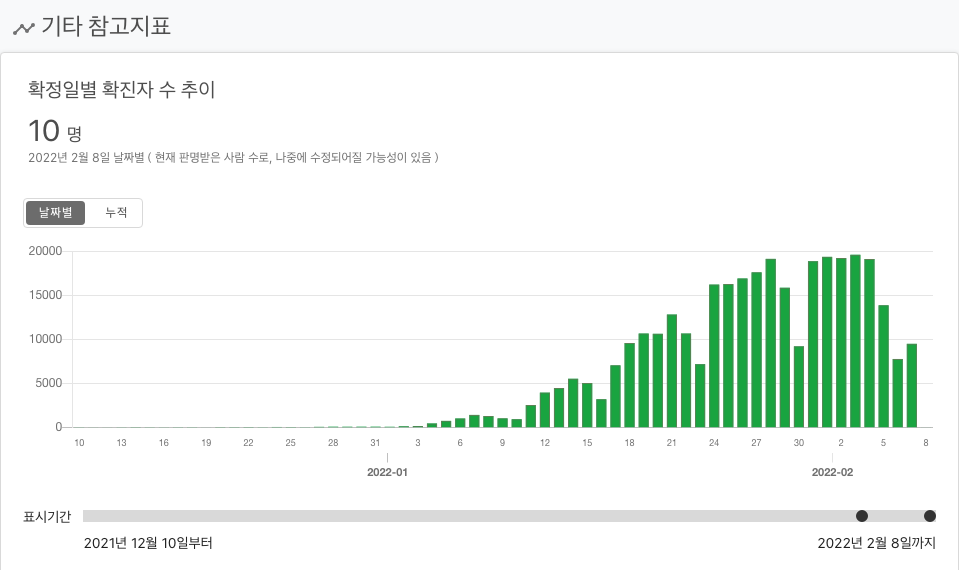 기타 참고지표
확정일별 확진자 수 추이
10 명
2022년 2월 8일 날짜별 ( 현재 판명받은 사람 수로, 나중에 수정되어질 가능성이 있음 )
날짜별 누적
20000
15000
10000
5000
0
10 13 16 19 22 25 28 31 3 6 9 12 15 18 21 24 27 30 2 5 8
2022-01 2022-02
표시기간
2021년 12월 10일부터 2022년 2월 8일까지